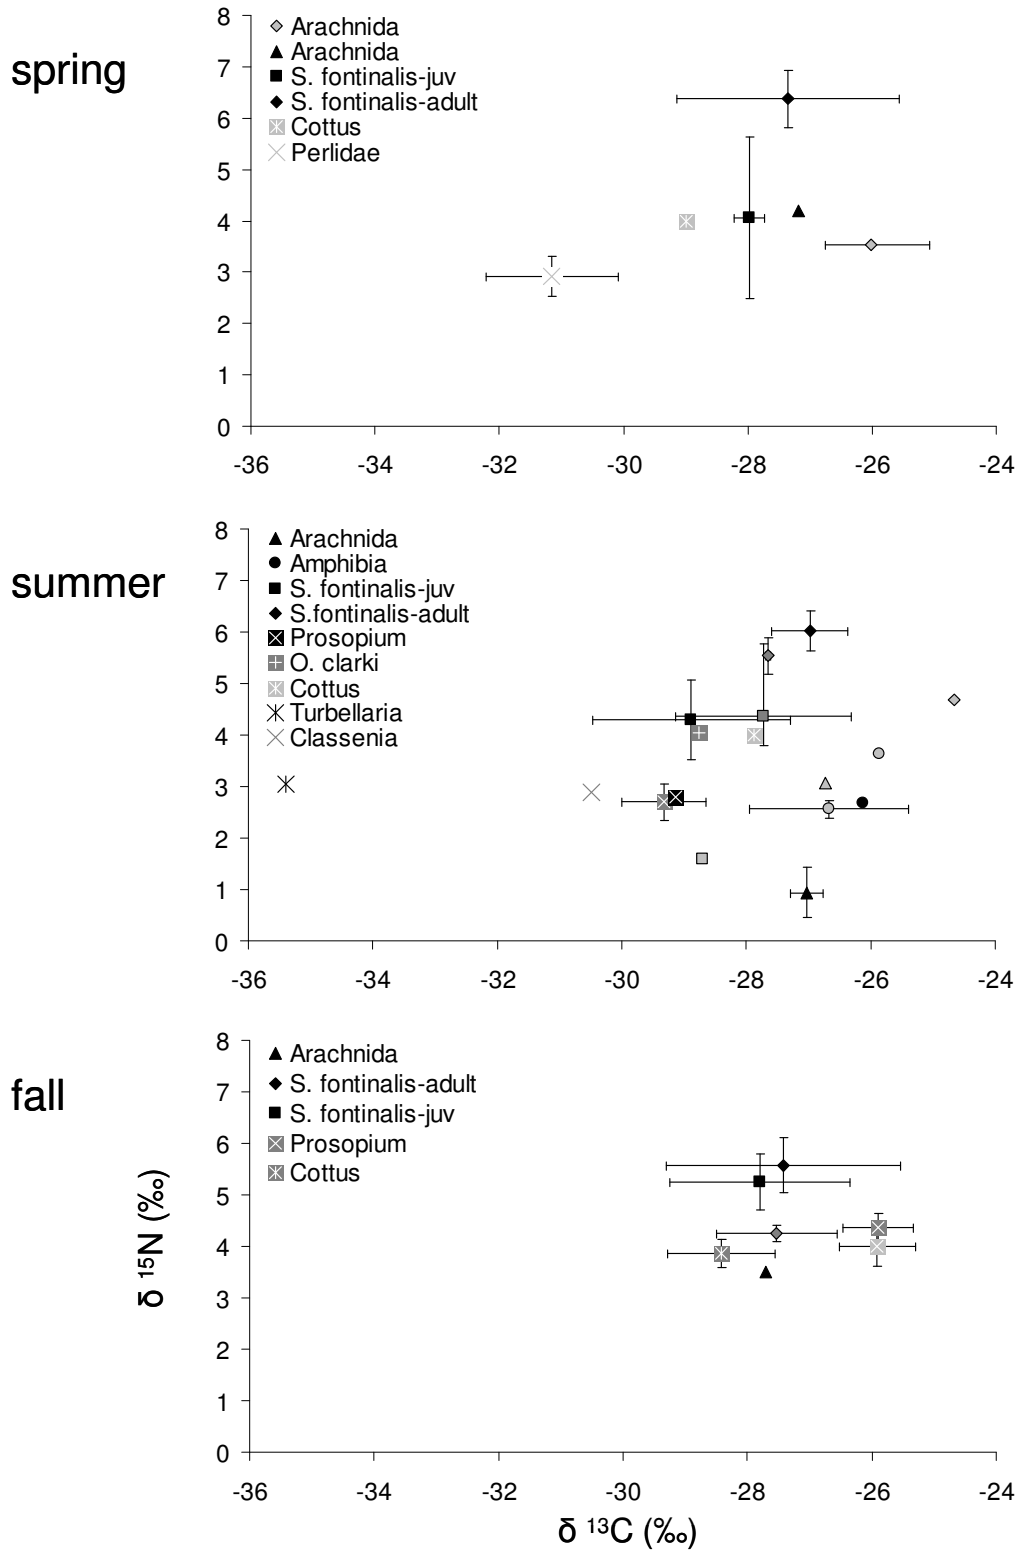 spring
8
7
6
5
4
3
2
1
0
Arachnida
Arachnida
S. fontinalis-juv
S. fontinalis-adult
Cottus
Perlidae
-36 -34 -32 -30 -28 -26 -24
summer
8
7
6
5
4
3
2
1
0
Arachnida
Amphibia
S. fontinalis-juv
S.fontinalis-adult
Prosopium
O. clarki
Cottus
Turbellaria
Classenia
-36 -34 -32 -30 -28 -26 -24
fall
8
7
6
5
4
3
2
1
0
Arachnida
S. fontinalis-adult
S. fontinalis-juv
Prosopium
Cottus
δ ¹⁵N (‰)
-36 -34 -32 -30 -28 -26 -24
δ ¹³C (‰)